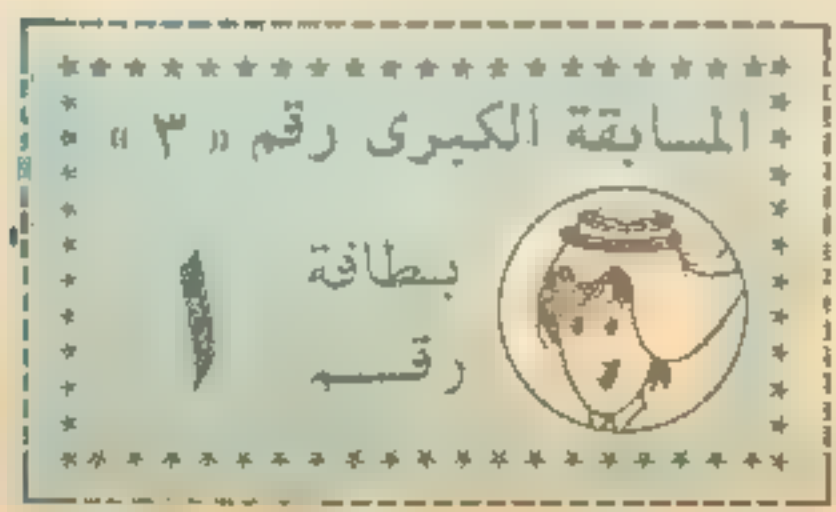 المسابقة الكبرى رقم « ٣ »
بطاقة
رقم
١